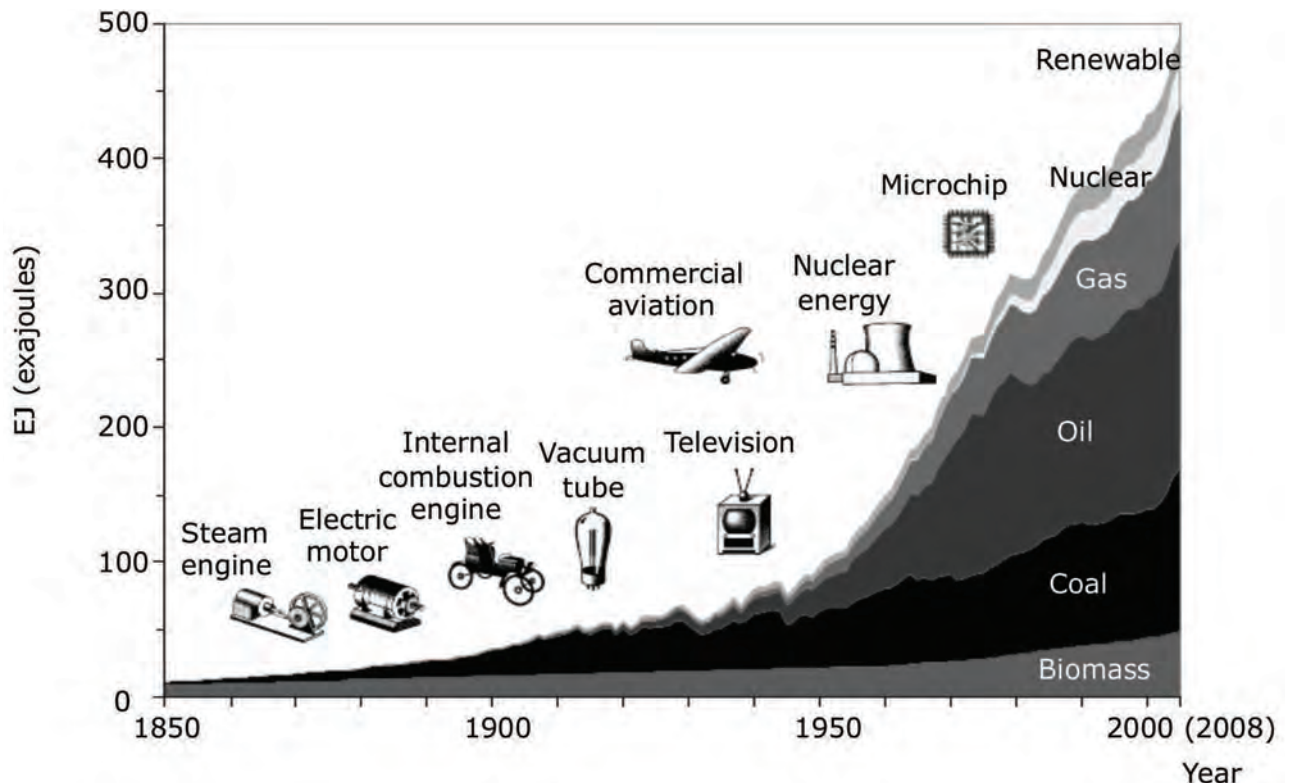 500
Renewable
400
Microchip
Nuclear
EJ (exajoules)
300
Commercial
aviation
Nuclear
energy
Gas
200
Internal
combustion
engine
Vacuum
tube
Television
Oil
Steam
engine
Electric
motor
100
Coal
Biomass
0
1850
1900
1950
2000 (2008)
Year